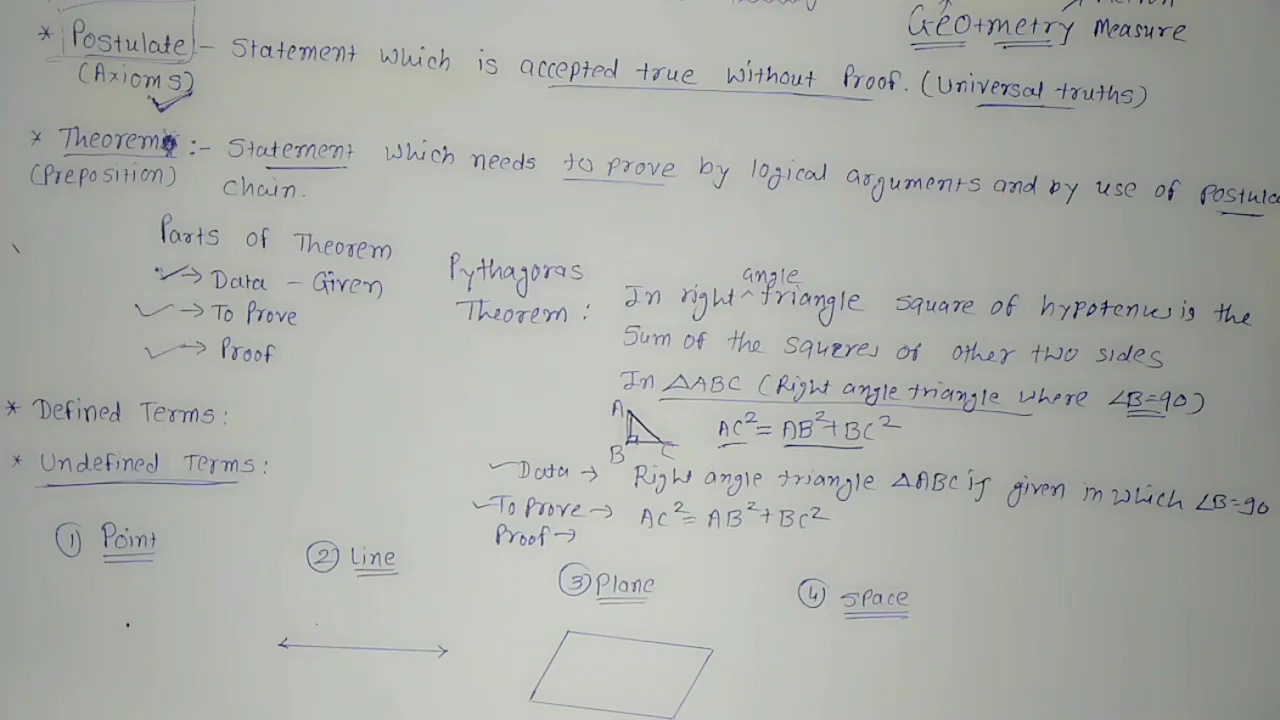 Geo+metry Measure
* Postulate :- Statement which is accepted true without Proof. (Universal truths)
(Axioms)
* Theorem :- Statement which needs to prove by logical arguments and by use of postula
(Preposition) chain.
Parts of Theorem
→ Data - Given
→ To Prove
→ Proof
Pythagoras
Theorem :
angle
In right ^ triangle square of hypotenus is the
Sum of the squeres of other two sides
In △ABC (Right angle triangle where ∠B=90)
A
B C
AC²= AB²+BC²
Data → Right angle triangle △ABC is given in which ∠B=90
To Prove → AC²= AB²+BC²
Proof →
* Defined Terms :
* Undefined Terms :
① Point
② Line
③ Plane
④ Space